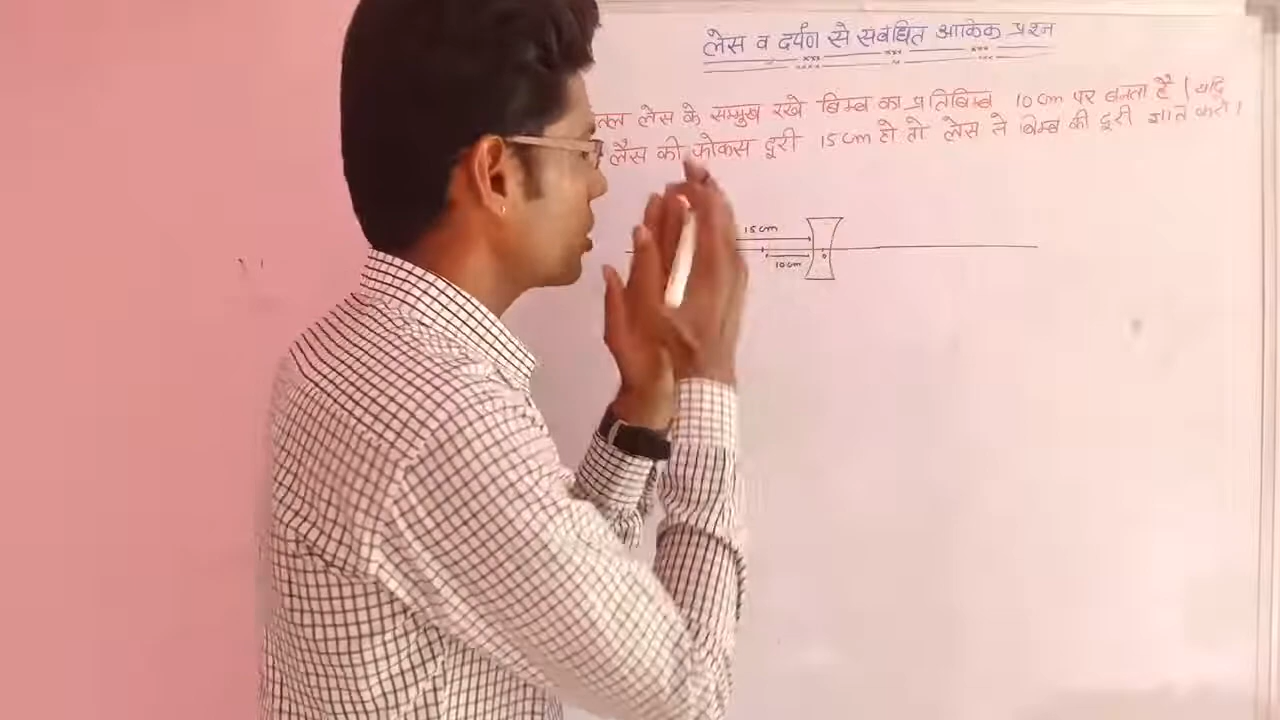 लेंस व दर्पण से संबंधित आंकिक प्रश्न
लेंस के सम्मुख रखे बिम्ब का प्रतिबिम्ब 10 cm पर बनता है। यदि
लेंस की फोकस दूरी 15 cm हो तो लेंस से बिम्ब की दूरी ज्ञात करो।
15 cm
10 cm
o